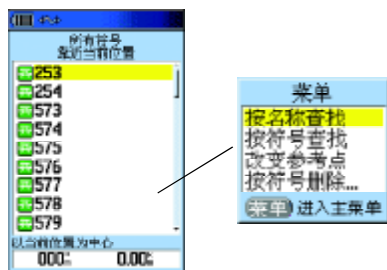 所有符号
靠近当前位置
253
254
573
574
575
576
577
578
579
以当前位置为中心
000 0.00
菜单
按名称查找
按符号查找
改变参考点
按符号删除...
菜单 进入主菜单